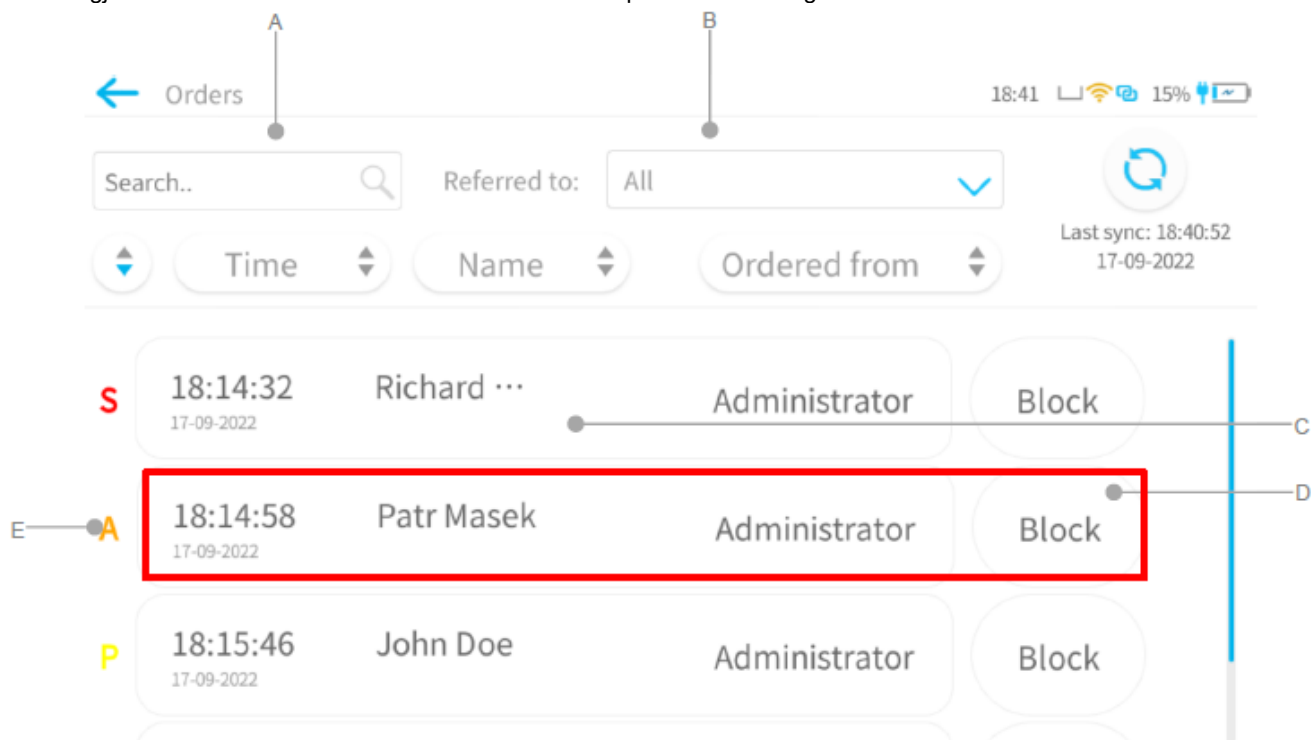 A B
Orders 18:41 15%
Search.. Referred to: All
Last sync: 18:40:52
Time Name Ordered from 17-09-2022
S 18:14:32 Richard ··· Administrator Block
17-09-2022
C
D
E A 18:14:58 Patr Masek Administrator Block
17-09-2022
P 18:15:46 John Doe Administrator Block
17-09-2022